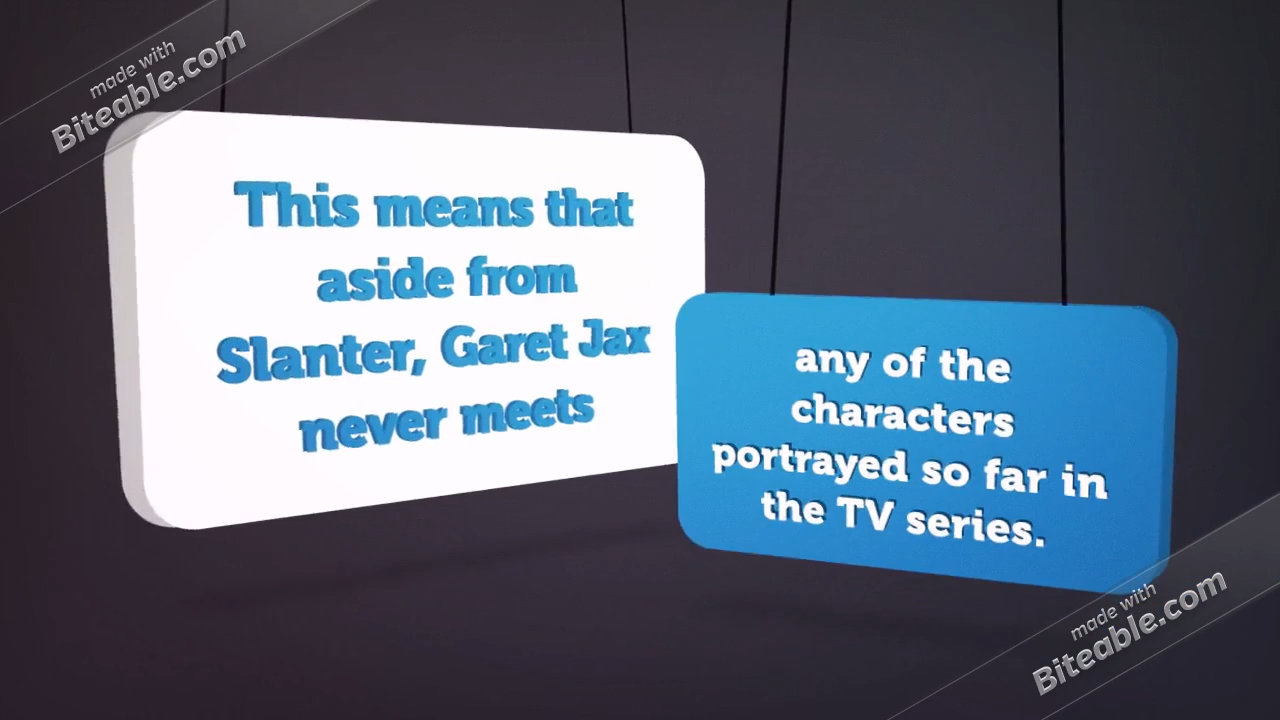 made with
Biteable.com
This means that
aside from
Slanter, Garet Jax
never meets
any of the
characters
portrayed so far in
the TV series.
made with
Biteable.com